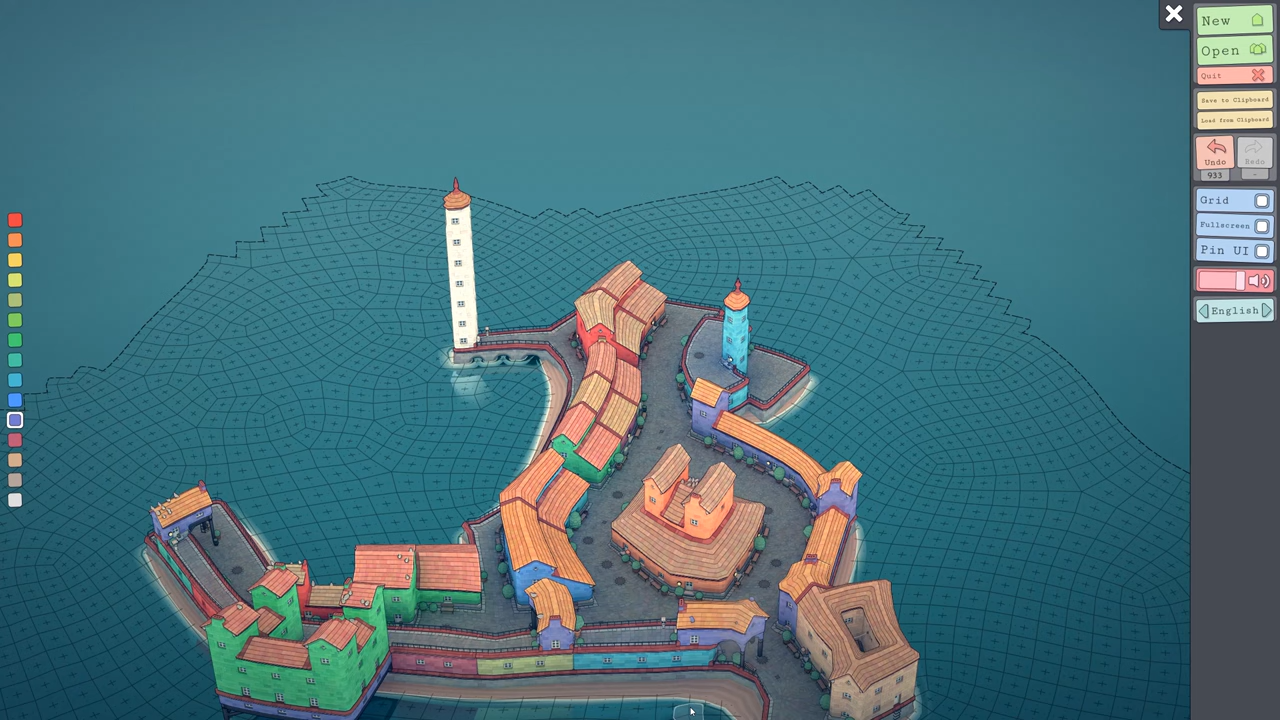 New
Open
Quit
Save to Clipboard
Load from Clipboard
Undo
Redo
933
-
Grid
Fullscreen
Pin UI
English